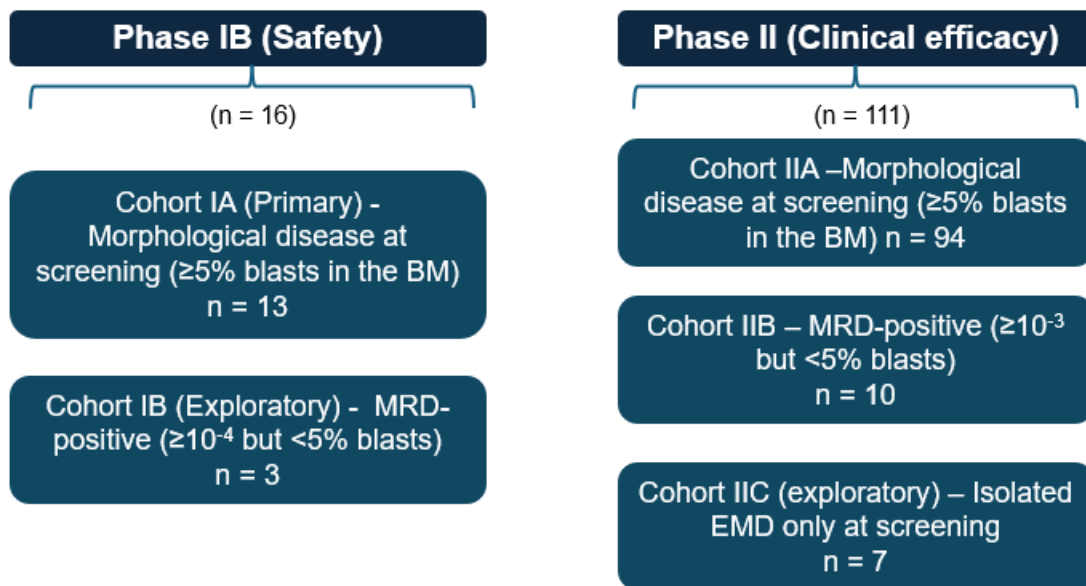 Phase IB (Safety)
(n = 16)
Cohort IA (Primary) -
Morphological disease at
screening (≥5% blasts in the BM)
n = 13
Cohort IB (Exploratory) - MRD-
positive (≥10⁻⁴ but <5% blasts)
n = 3
Phase II (Clinical efficacy)
(n = 111)
Cohort IIA –Morphological
disease at screening (≥5% blasts
in the BM) n = 94
Cohort IIB – MRD-positive (≥10⁻³
but <5% blasts)
n = 10
Cohort IIC (exploratory) – Isolated
EMD only at screening
n = 7